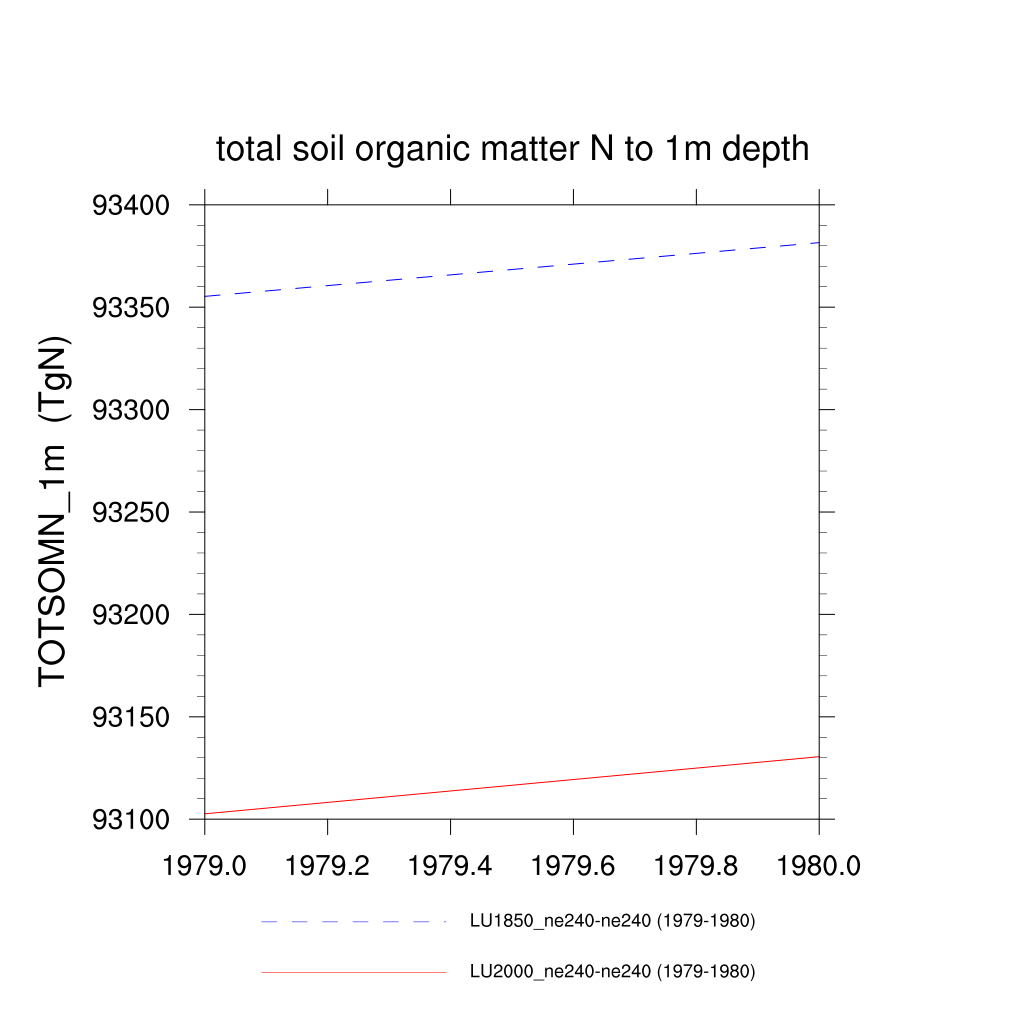 total soil organic matter N to 1m depth
TOTSOMN_1m (TgN)
93400
93350
93300
93250
93200
93150
93100
1979.0 1979.2 1979.4 1979.6 1979.8 1980.0
LU1850_ne240-ne240 (1979-1980)
LU2000_ne240-ne240 (1979-1980)